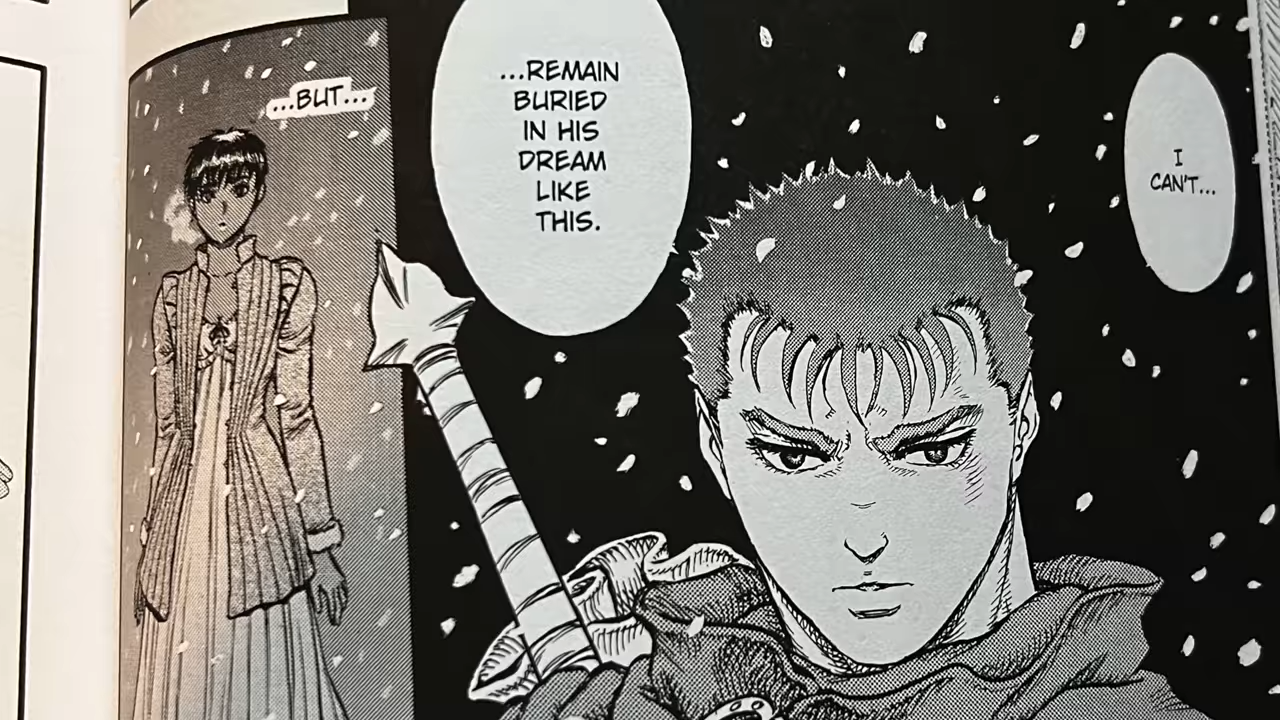 I
CAN'T...
...REMAIN
BURIED
IN HIS
DREAM
LIKE
THIS.
...BUT...